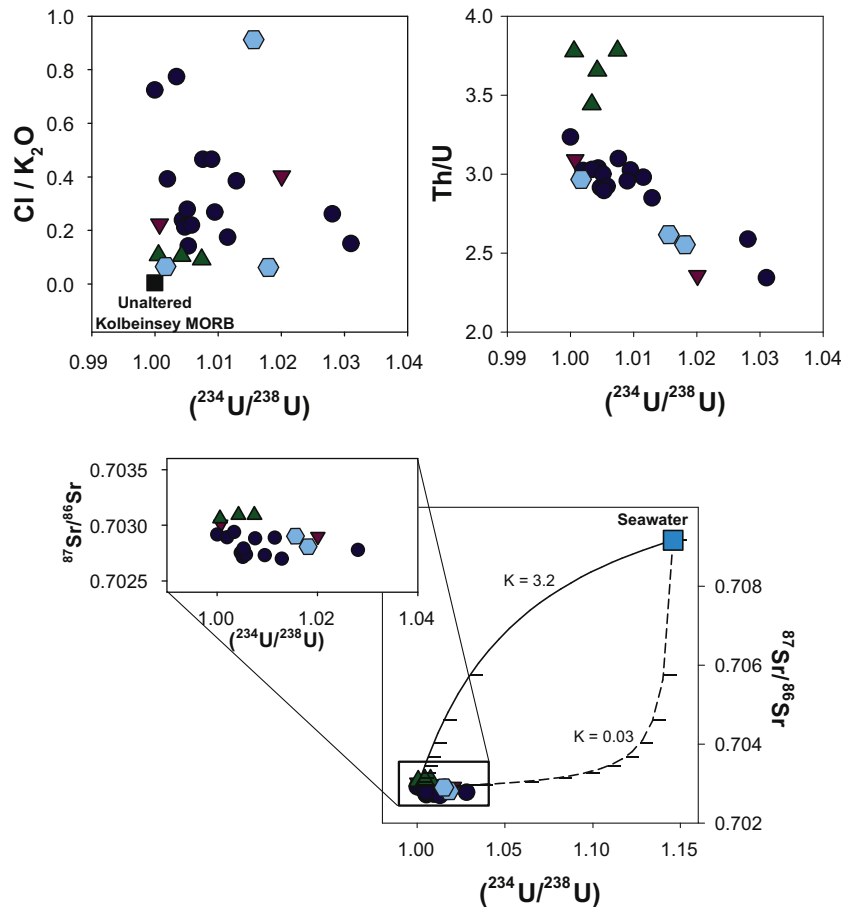 1.0
0.8
0.6
0.4
0.2
0.0
Cl / K₂O
Unaltered
Kolbeinsey MORB
0.99 1.00 1.01 1.02 1.03 1.04
(²³⁴U/²³⁸U)
4.0
3.5
3.0
2.5
2.0
Th/U
0.99 1.00 1.01 1.02 1.03 1.04
(²³⁴U/²³⁸U)
0.7035
0.7030
0.7025
⁸⁷Sr/⁸⁶Sr
1.00 1.02 1.04
(²³⁴U/²³⁸U)
Seawater
K = 3.2
K = 0.03
0.708
0.706
0.704
0.702
⁸⁷Sr/⁸⁶Sr
1.00 1.05 1.10 1.15
(²³⁴U/²³⁸U)